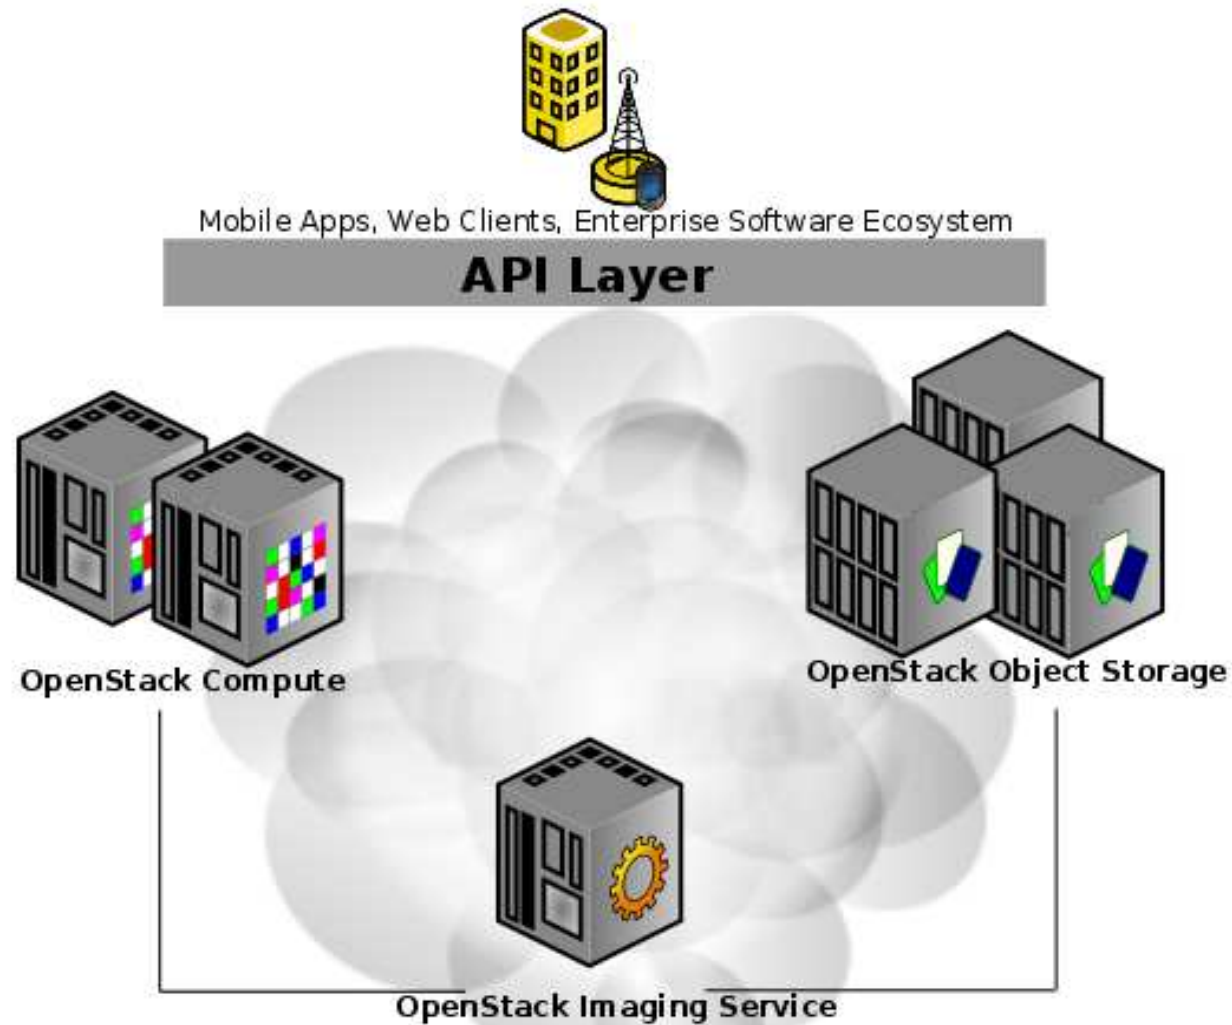 Mobile Apps, Web Clients, Enterprise Software Ecosystem
API Layer
OpenStack Compute
OpenStack Object Storage
OpenStack Imaging Service